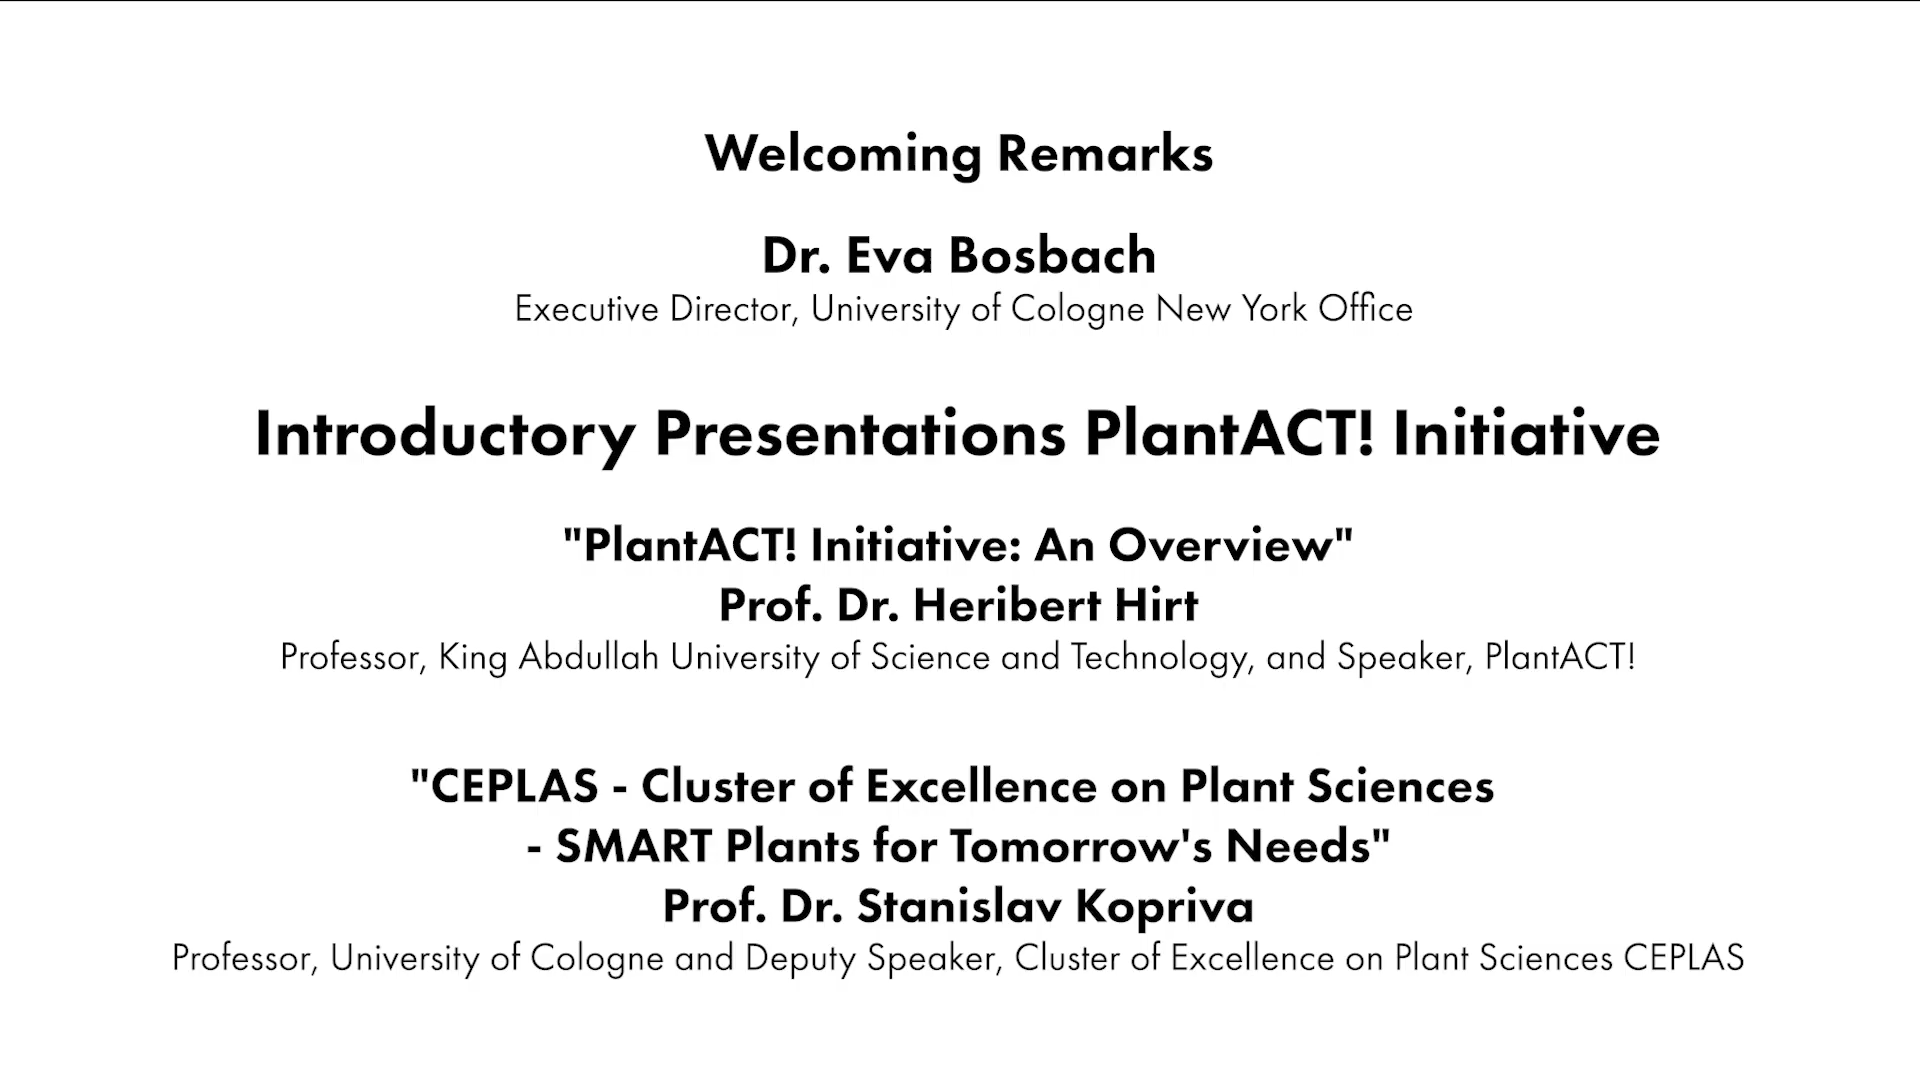 Welcoming Remarks
Dr. Eva Bosbach
Executive Director, University of Cologne New York Office
Introductory Presentations PlantACT! Initiative
"PlantACT! Initiative: An Overview"
Prof. Dr. Heribert Hirt
Professor, King Abdullah University of Science and Technology, and Speaker, PlantACT!
"CEPLAS - Cluster of Excellence on Plant Sciences
- SMART Plants for Tomorrow's Needs"
Prof. Dr. Stanislav Kopriva
Professor, University of Cologne and Deputy Speaker, Cluster of Excellence on Plant Sciences CEPLAS